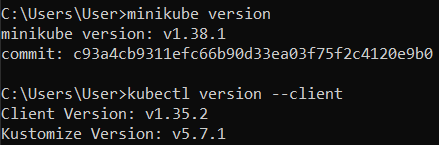 C:\Users\User>minikube version
minikube version: v1.38.1
commit: c93a4cb9311efc66b90d33ea03f75f2c4120e9b0
C:\Users\User>kubectl version --client
Client Version: v1.35.2
Kustomize Version: v5.7.1